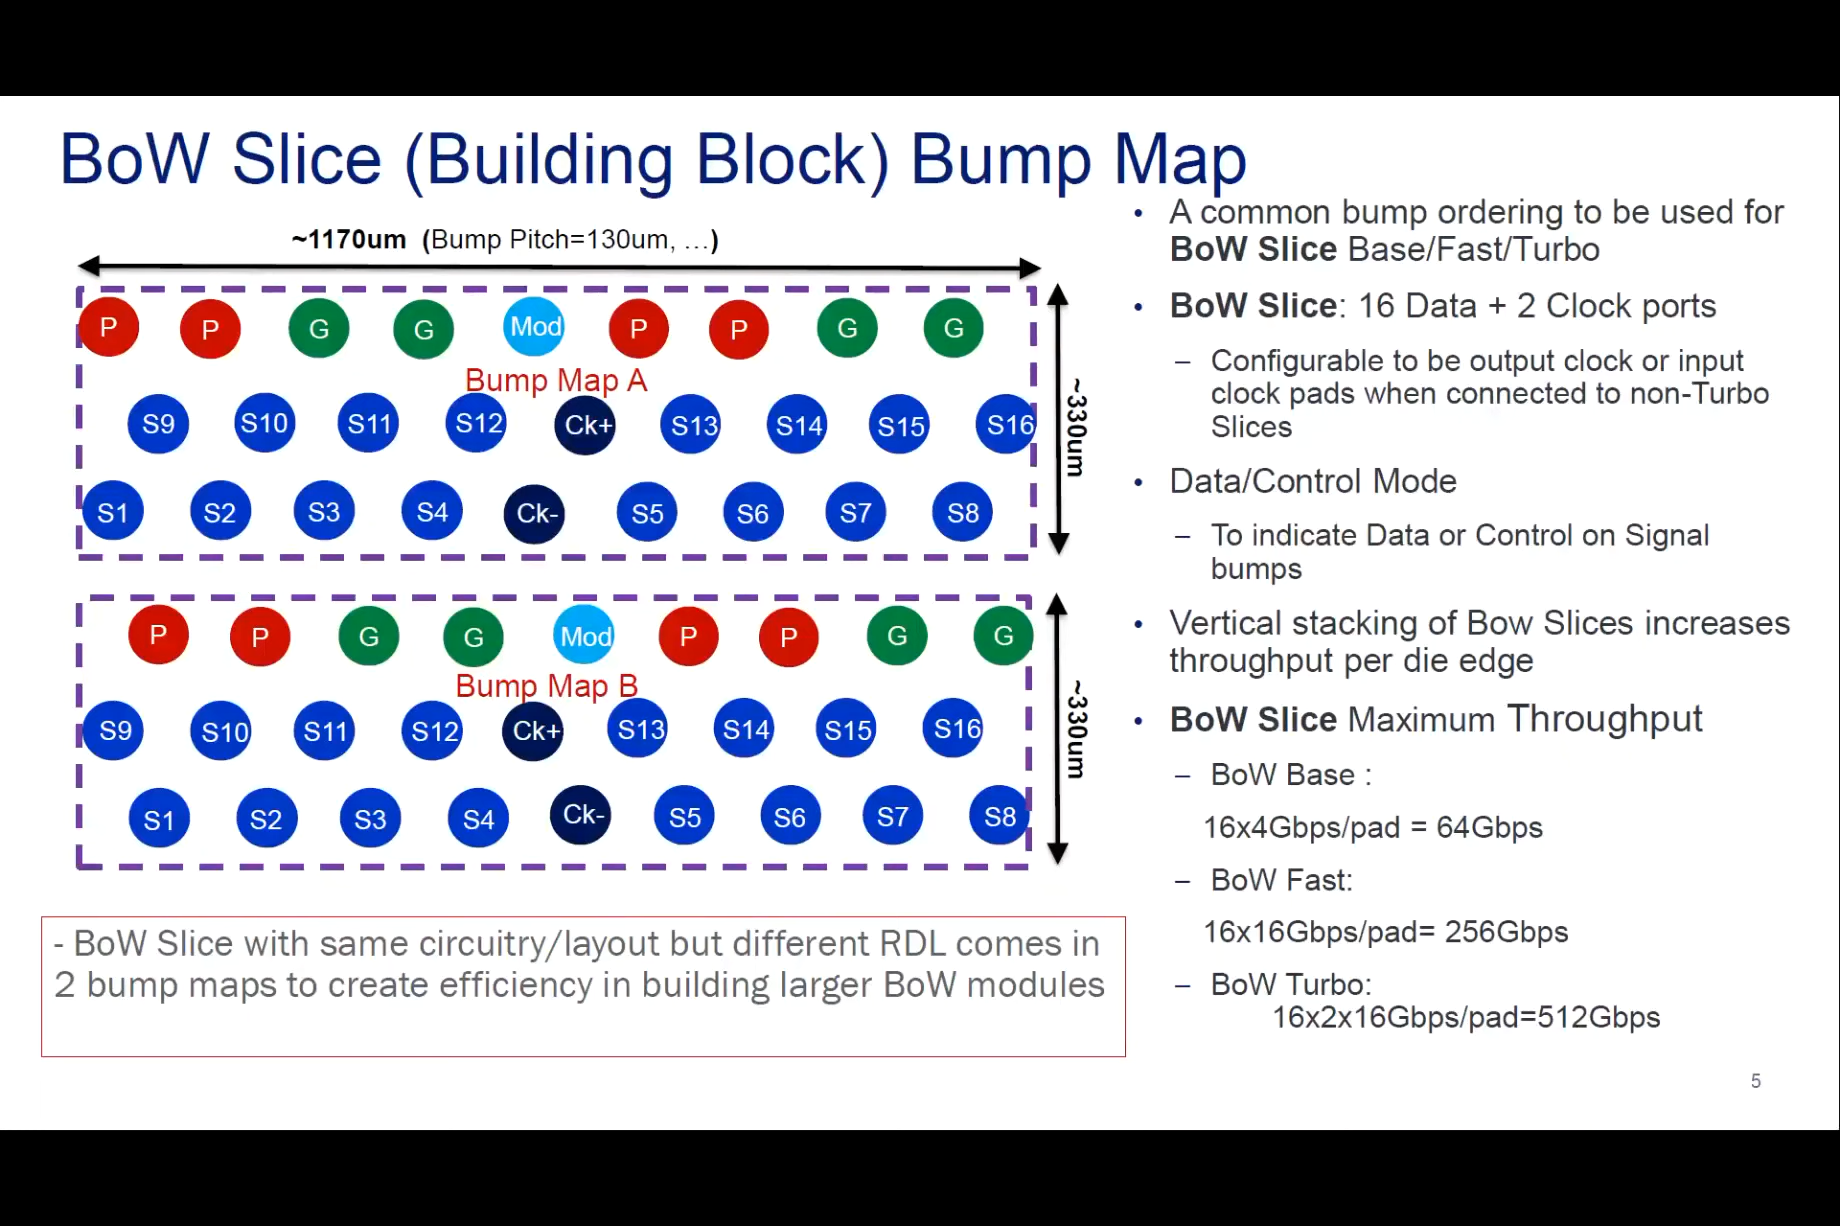 BoW Slice (Building Block) Bump Map
~1170um (Bump Pitch=130um, ...)
P P G G Mod P P G G
Bump Map A
S9 S10 S11 S12 Ck+ S13 S14 S15 S16
S1 S2 S3 S4 Ck- S5 S6 S7 S8
~330um
P P G G Mod P P G G
Bump Map B
S9 S10 S11 S12 Ck+ S13 S14 S15 S16
S1 S2 S3 S4 Ck- S5 S6 S7 S8
~330um
- BoW Slice with same circuitry/layout but different RDL comes in
2 bump maps to create efficiency in building larger BoW modules
• A common bump ordering to be used for
BoW Slice Base/Fast/Turbo
• BoW Slice: 16 Data + 2 Clock ports
– Configurable to be output clock or input
clock pads when connected to non-Turbo
Slices
• Data/Control Mode
– To indicate Data or Control on Signal
bumps
• Vertical stacking of Bow Slices increases
throughput per die edge
• BoW Slice Maximum Throughput
– BoW Base :
16x4Gbps/pad = 64Gbps
– BoW Fast:
16x16Gbps/pad= 256Gbps
– BoW Turbo:
16x2x16Gbps/pad=512Gbps
5